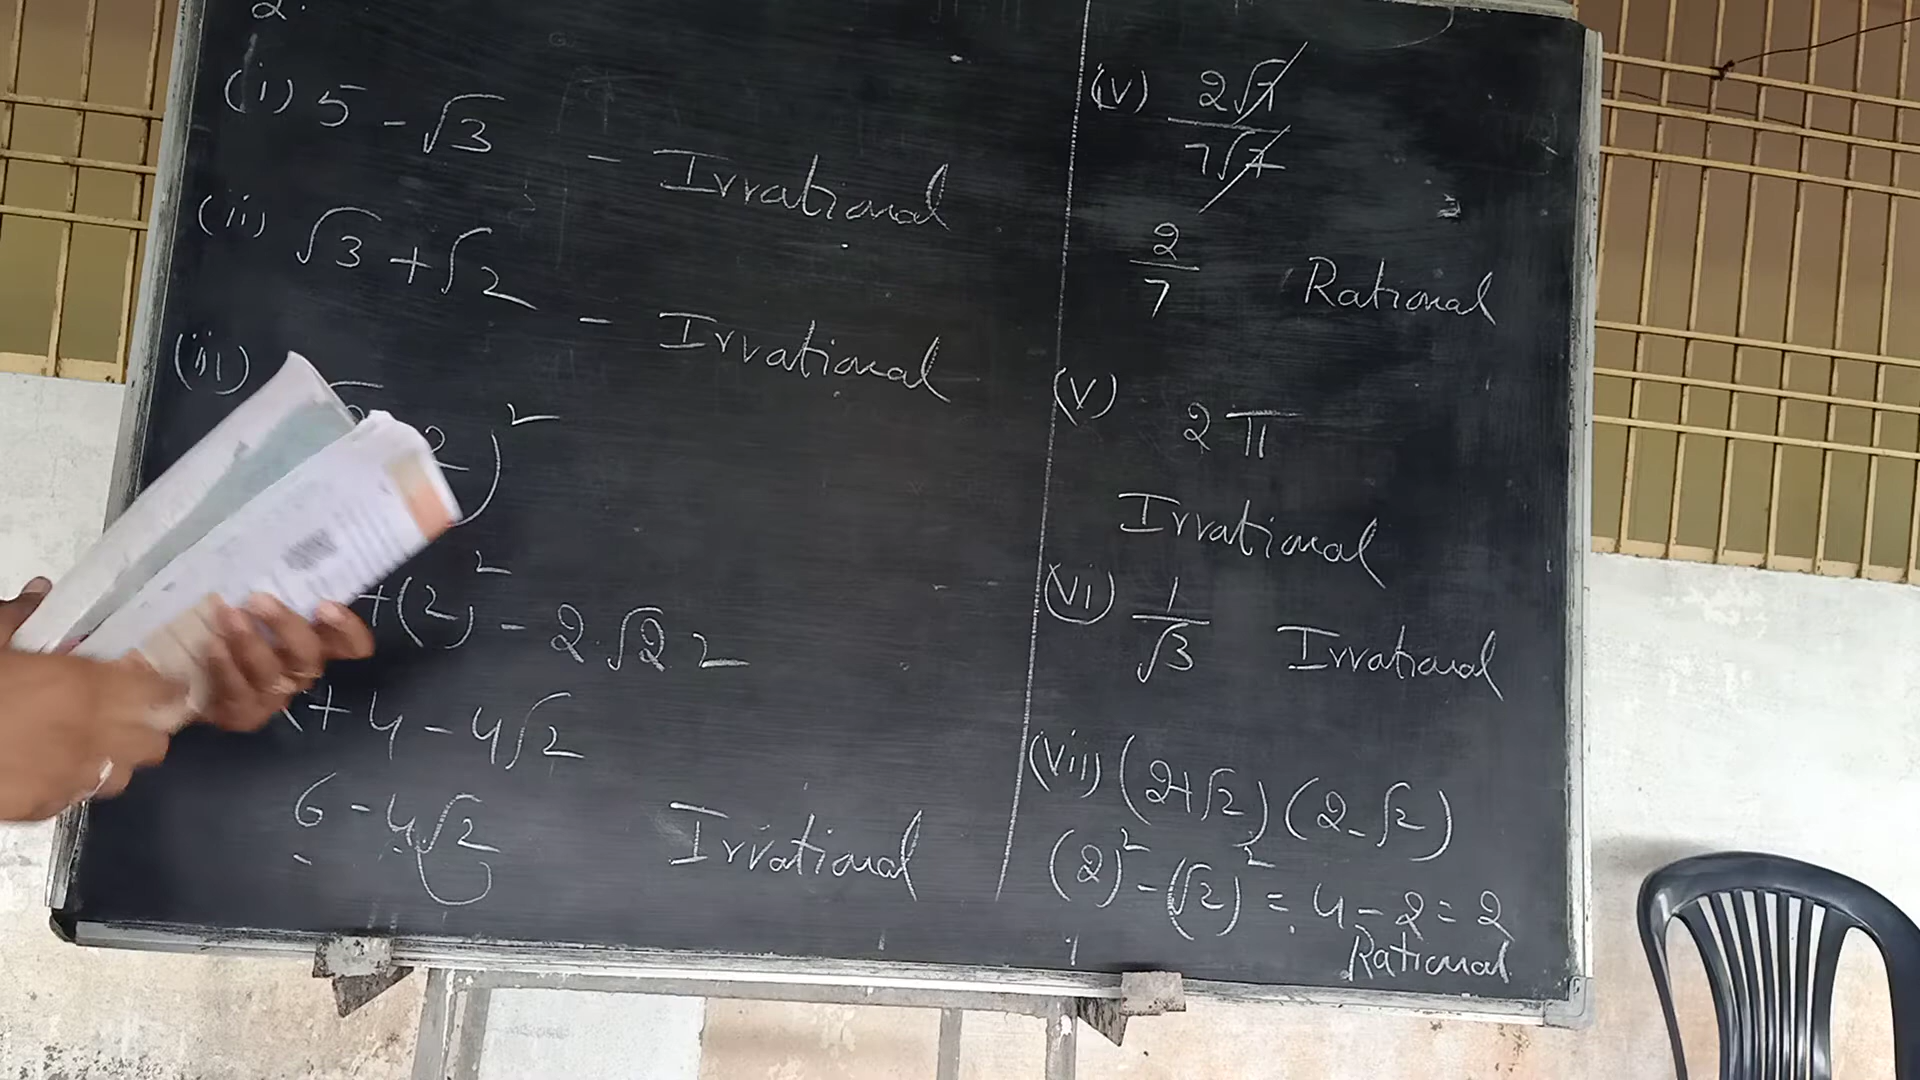 2.
(i) 5 - √3 - Irrational
(ii) √3 + √2 - Irrational
(iii) 2)²
+(2)² - 2.√2 2
+ 4 - 4√2
6 - 4√2 Irrational
(iv) 2√7 / 7√7
2/7 Rational
(v) 2π
Irrational
(vi) 1/√3 Irrational
(vii) (2+√2) (2-√2)
(2)² - (√2)² = 4 - 2 = 2
Rational